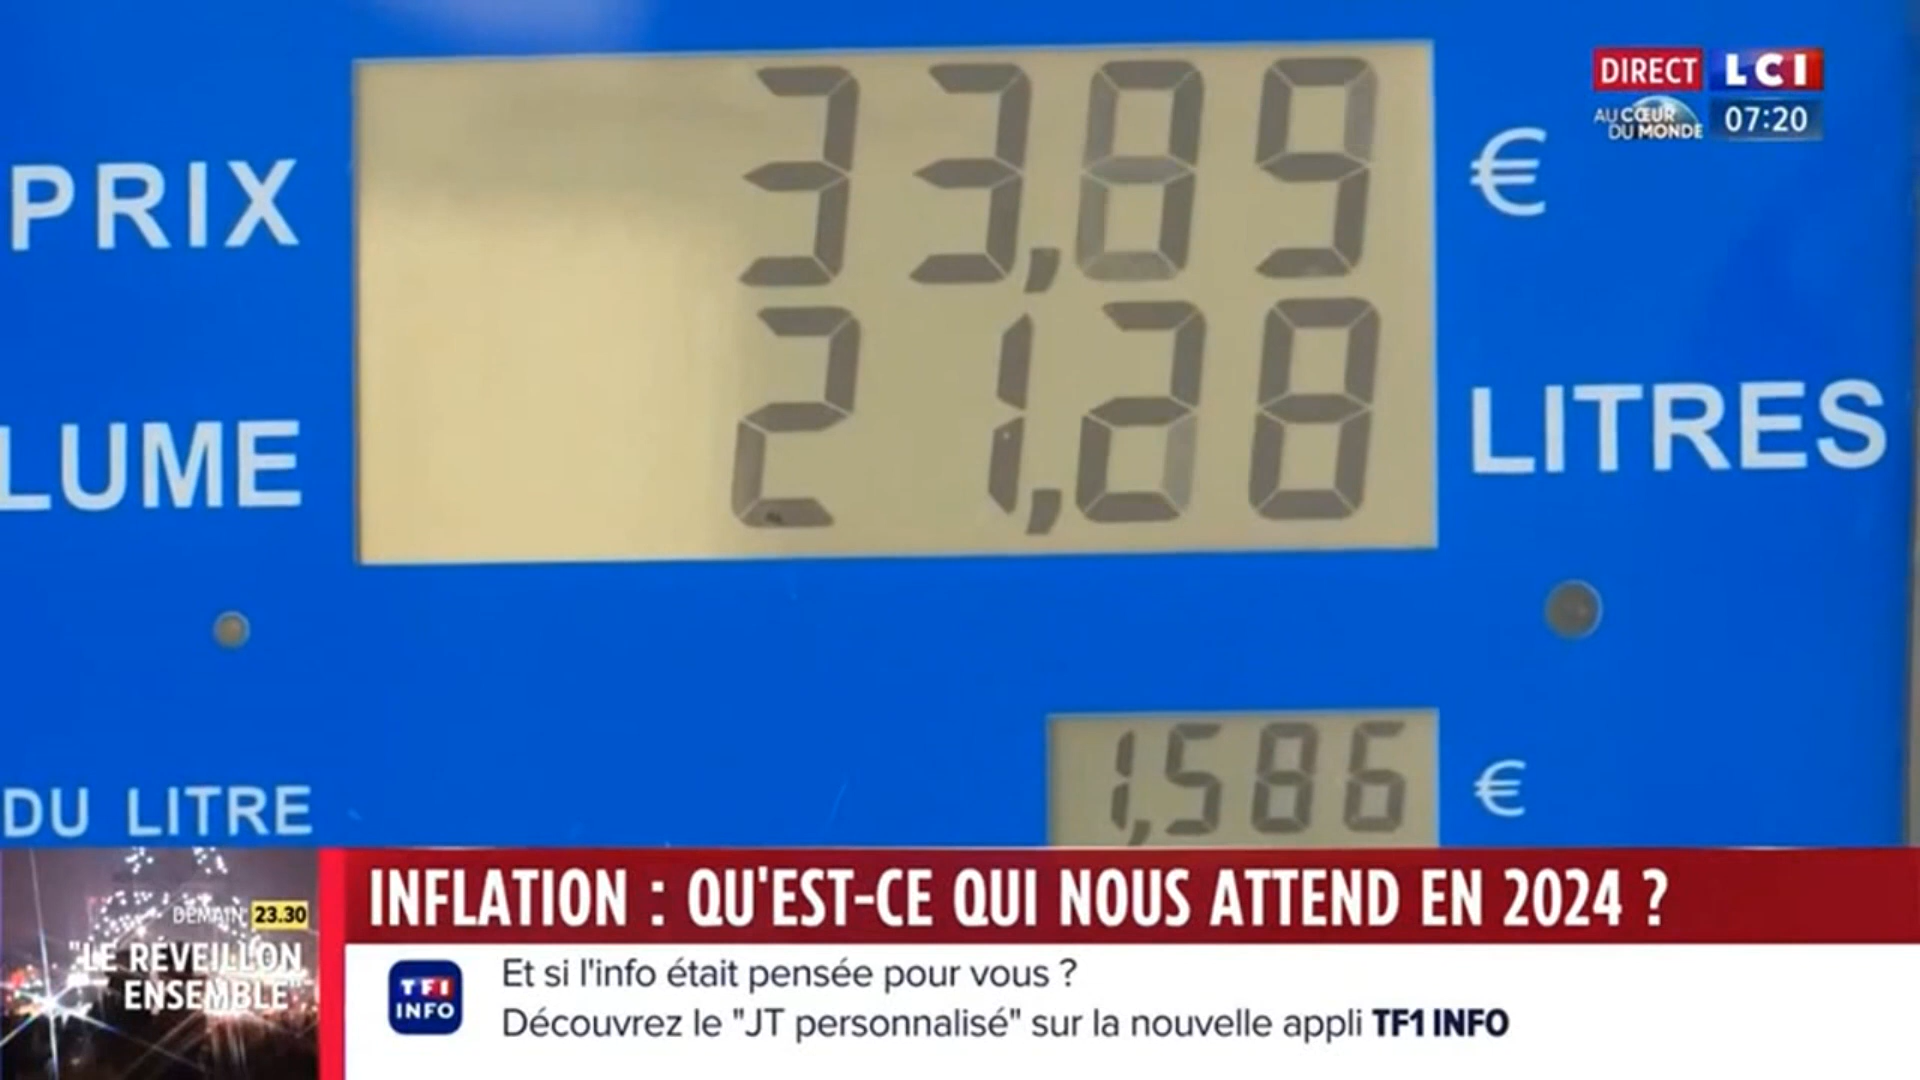 DIRECT LCI
AU CŒUR DU MONDE 07:20
PRIX 33,89 €
LUME 21,28 LITRES
DU LITRE 1,586 €
DEMAIN 23.30
"LE RÉVEILLON
ENSEMBLE"
INFLATION : QU'EST-CE QUI NOUS ATTEND EN 2024 ?
TF1 INFO
Et si l'info était pensée pour vous ?
Découvrez le "JT personnalisé" sur la nouvelle appli TF1 INFO